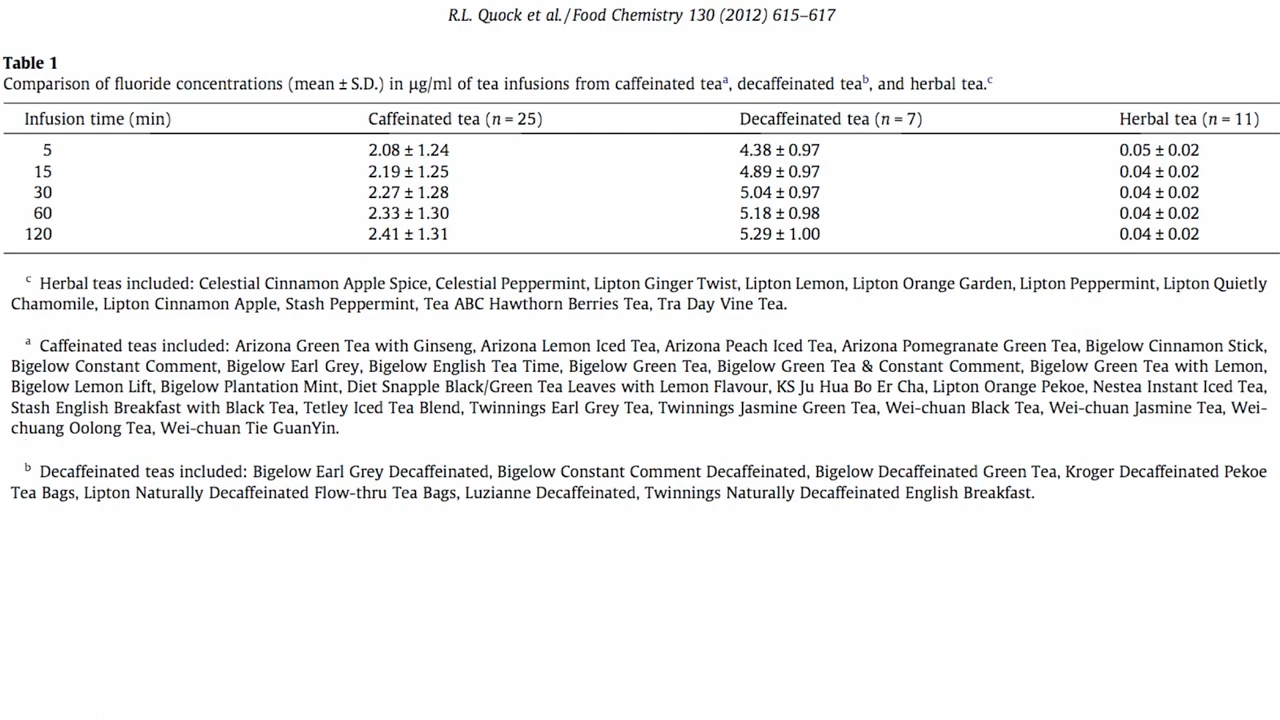 R.L. Quock et al. / Food Chemistry 130 (2012) 615–617
Table 1
Comparison of fluoride concentrations (mean ± S.D.) in μg/ml of tea infusions from caffeinated teaᵃ, decaffeinated teaᵇ, and herbal tea.ᶜ
Infusion time (min) Caffeinated tea (n = 25) Decaffeinated tea (n = 7) Herbal tea (n = 11)
5 2.08 ± 1.24 4.38 ± 0.97 0.05 ± 0.02
15 2.19 ± 1.25 4.89 ± 0.97 0.04 ± 0.02
30 2.27 ± 1.28 5.04 ± 0.97 0.04 ± 0.02
60 2.33 ± 1.30 5.18 ± 0.98 0.04 ± 0.02
120 2.41 ± 1.31 5.29 ± 1.00 0.04 ± 0.02
ᶜ Herbal teas included: Celestial Cinnamon Apple Spice, Celestial Peppermint, Lipton Ginger Twist, Lipton Lemon, Lipton Orange Garden, Lipton Peppermint, Lipton Quietly
Chamomile, Lipton Cinnamon Apple, Stash Peppermint, Tea ABC Hawthorn Berries Tea, Tra Day Vine Tea.
ᵃ Caffeinated teas included: Arizona Green Tea with Ginseng, Arizona Lemon Iced Tea, Arizona Peach Iced Tea, Arizona Pomegranate Green Tea, Bigelow Cinnamon Stick,
Bigelow Constant Comment, Bigelow Earl Grey, Bigelow English Tea Time, Bigelow Green Tea, Bigelow Green Tea & Constant Comment, Bigelow Green Tea with Lemon,
Bigelow Lemon Lift, Bigelow Plantation Mint, Diet Snapple Black/Green Tea Leaves with Lemon Flavour, KS Ju Hua Bo Er Cha, Lipton Orange Pekoe, Nestea Instant Iced Tea,
Stash English Breakfast with Black Tea, Tetley Iced Tea Blend, Twinnings Earl Grey Tea, Twinnings Jasmine Green Tea, Wei-chuan Black Tea, Wei-chuan Jasmine Tea, Wei-
chuang Oolong Tea, Wei-chuan Tie GuanYin.
ᵇ Decaffeinated teas included: Bigelow Earl Grey Decaffeinated, Bigelow Constant Comment Decaffeinated, Bigelow Decaffeinated Green Tea, Kroger Decaffeinated Pekoe
Tea Bags, Lipton Naturally Decaffeinated Flow-thru Tea Bags, Luzianne Decaffeinated, Twinnings Naturally Decaffeinated English Breakfast.